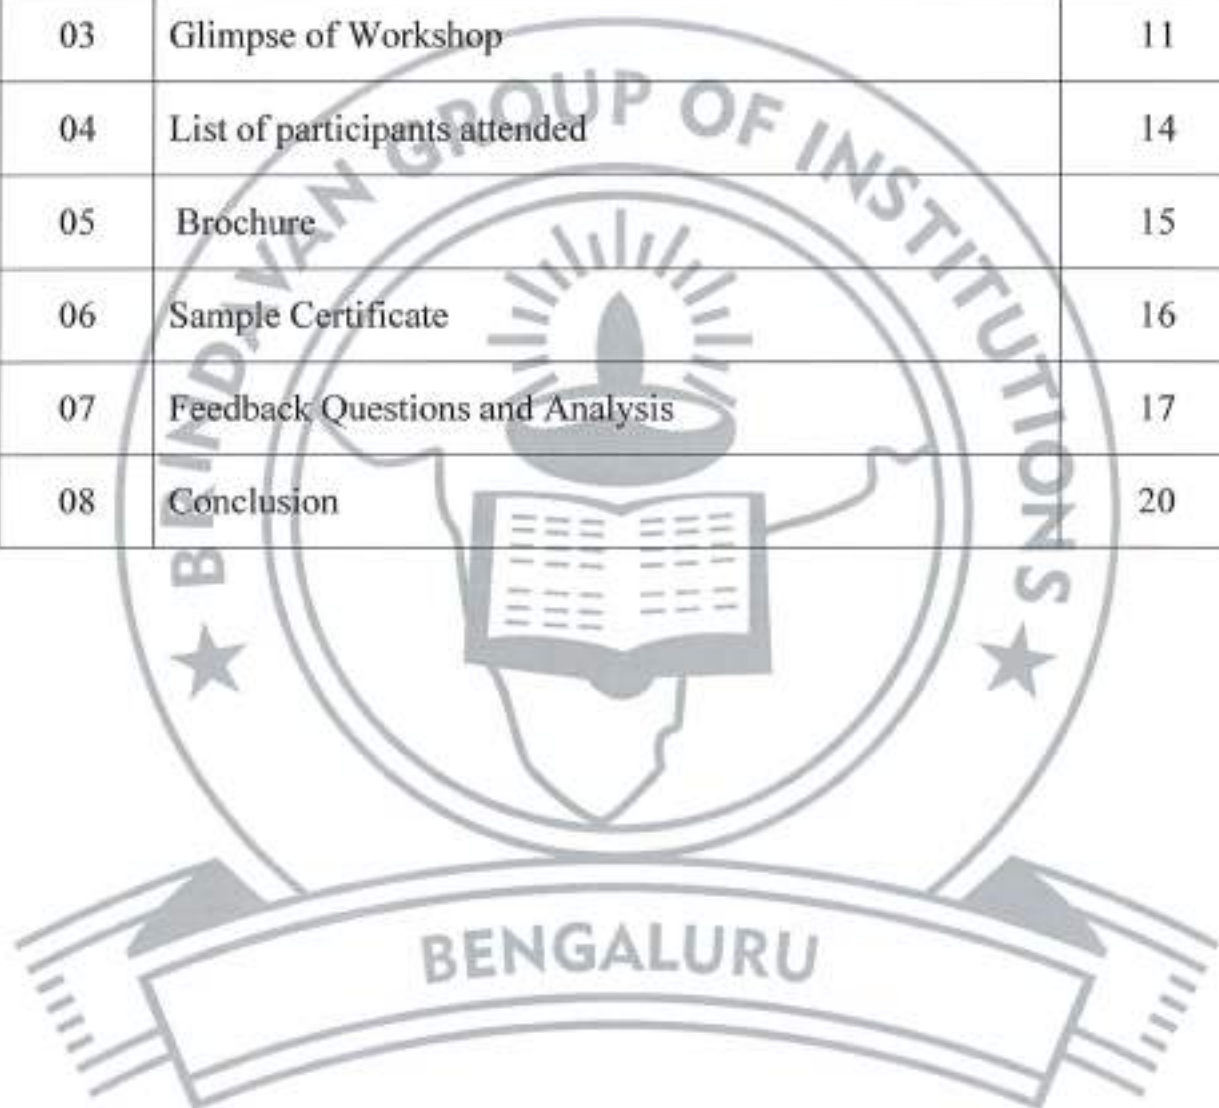 03 Glimpse of Workshop 11
04 List of participants attended 14
05 Brochure 15
06 Sample Certificate 16
07 Feedback Questions and Analysis 17
08 Conclusion 20
BRINDAVAN GROUP OF INSTITUTIONS
BENGALURU